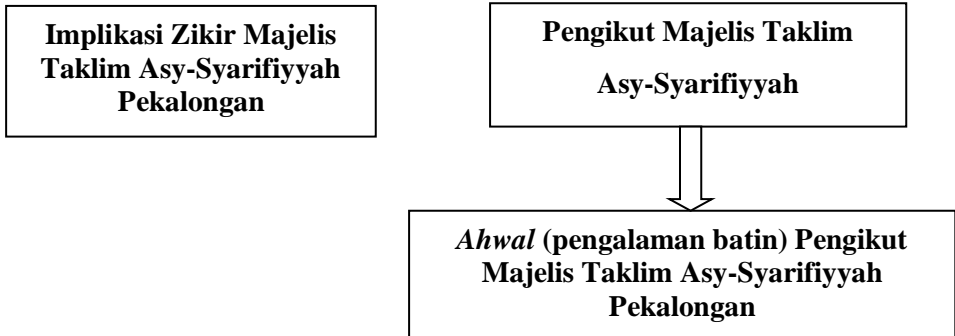 Implikasi Zikir Majelis
Taklim Asy-Syarifiyyah
Pekalongan
Pengikut Majelis Taklim
Asy-Syarifiyyah
Ahwal (pengalaman batin) Pengikut
Majelis Taklim Asy-Syarifiyyah
Pekalongan